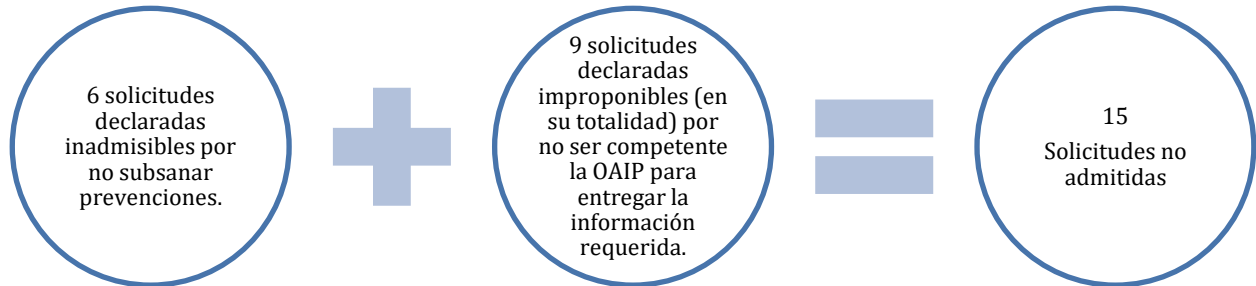 6 solicitudes
declaradas
inadmisibles por
no subsanar
prevenciones.
9 solicitudes
declaradas
improponibles (en
su totalidad) por
no ser competente
la OAIP para
entregar la
información
requerida.
15
Solicitudes no
admitidas